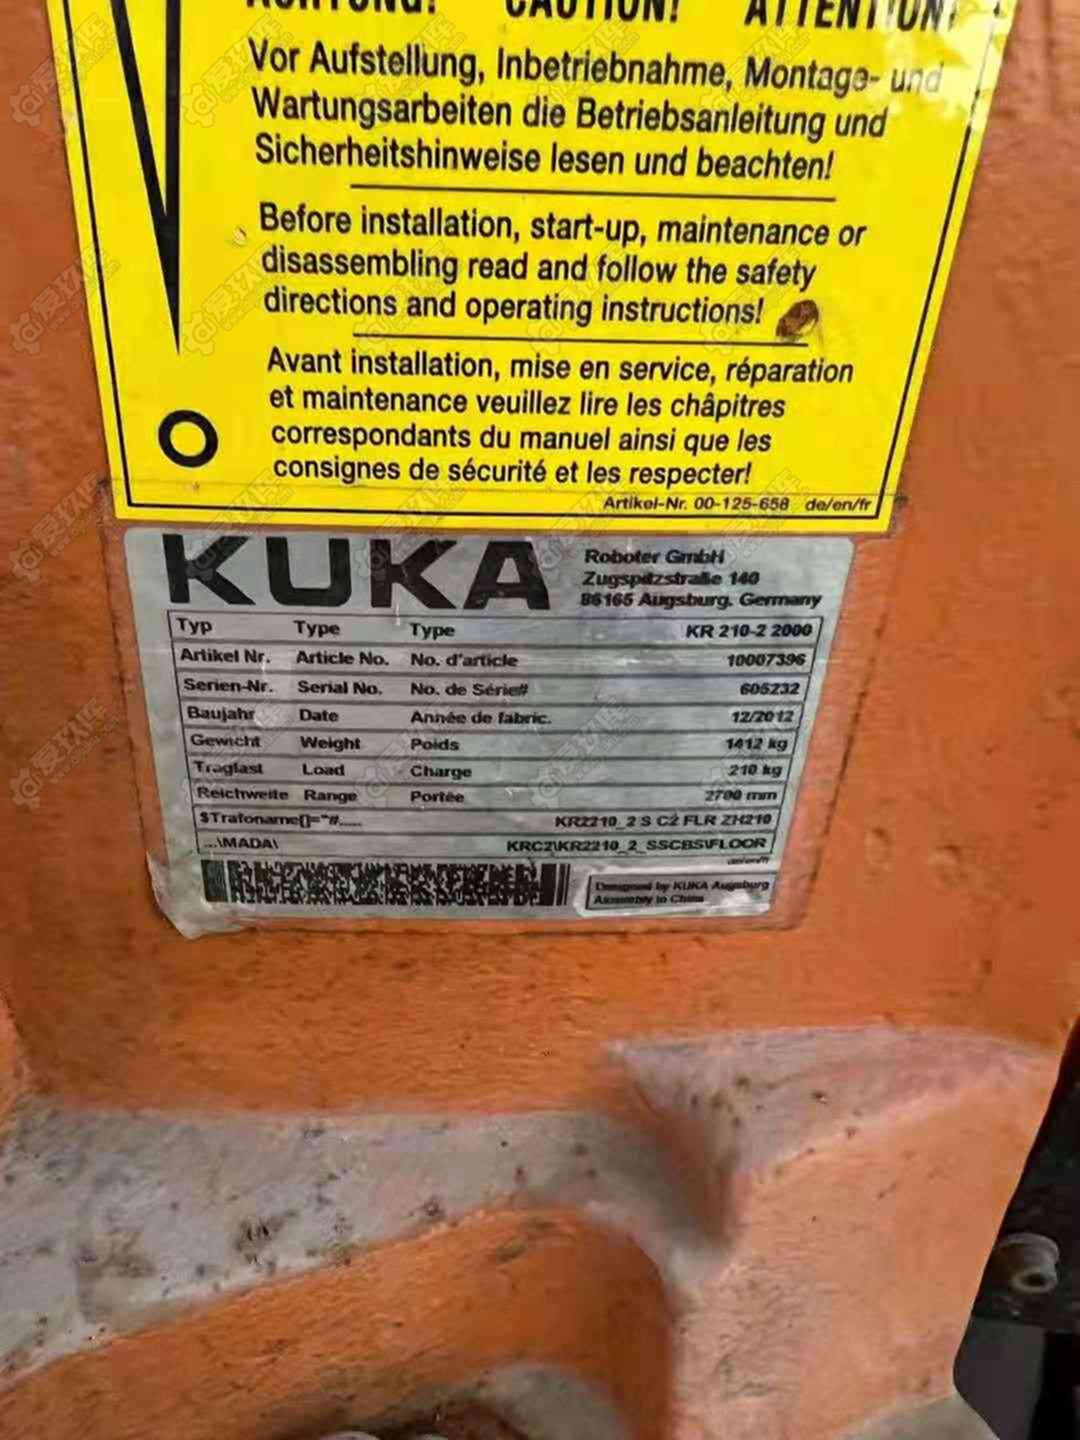 ACHTUNG! CAUTION! ATTENTION!
Vor Aufstellung, Inbetriebnahme, Montage- und
Wartungsarbeiten die Betriebsanleitung und
Sicherheitshinweise lesen und beachten!
Before installation, start-up, maintenance or
disassembling read and follow the safety
directions and operating instructions!
Avant installation, mise en service, réparation
et maintenance veuillez lire les châpitres
correspondants du manuel ainsi que les
consignes de sécurité et les respecter!
Artikel-Nr. 00-125-658 de/en/fr
KUKA
Roboter GmbH
Zugspitzstraße 140
86165 Augsburg, Germany
Typ Type Type KR 210-2 2000
Artikel Nr. Article No. No. d'article 10007396
Serien-Nr. Serial No. No. de Série# 605232
Baujahr Date Année de fabric. 12/2012
Gewicht Weight Poids 1412 kg
Traglast Load Charge 210 kg
Reichweite Range Portée 2700 mm
$Trafoname[]="#..... KR2210_2 S C2 FLR ZH210
...\MADA\ KRC2\KR2210_2_SSCBS\FLOOR
de/en/fr
Designed by KUKA Augsburg
Assembly in China